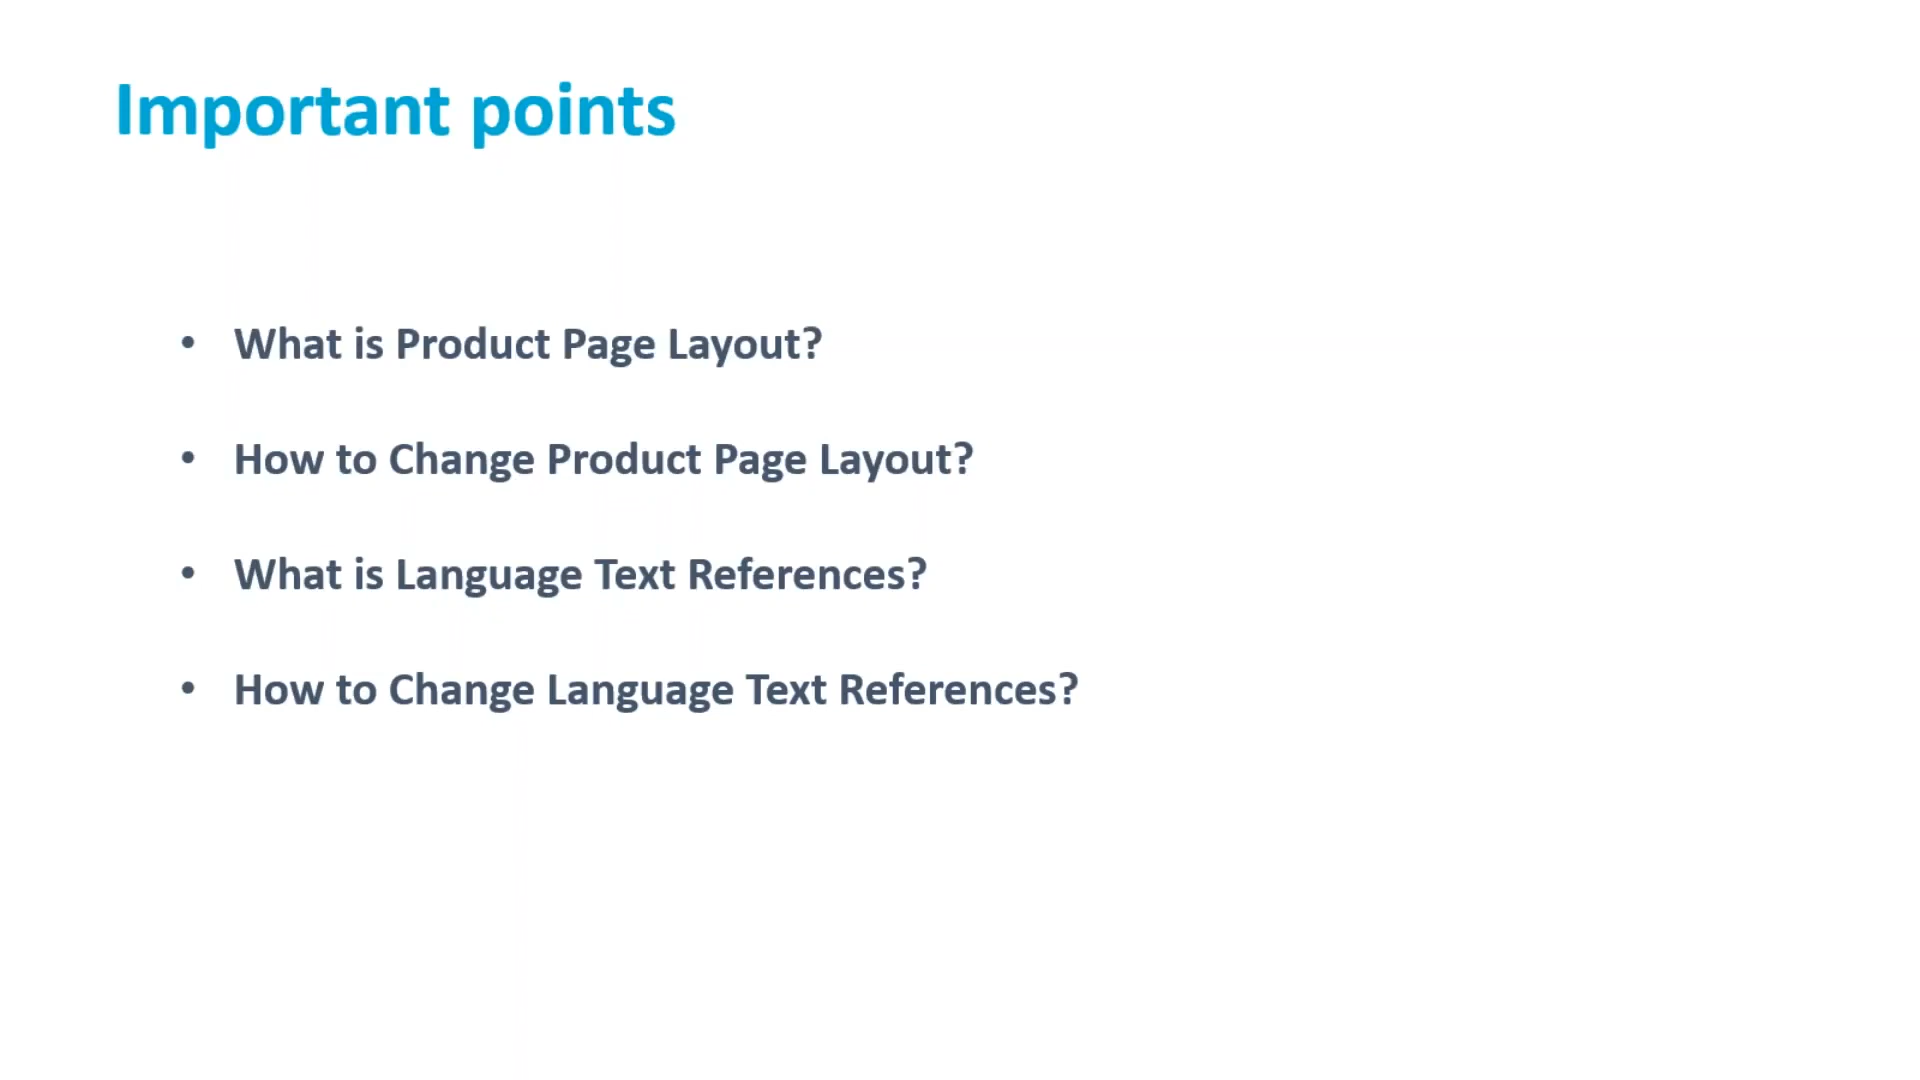 Important points
• What is Product Page Layout?
• How to Change Product Page Layout?
• What is Language Text References?
• How to Change Language Text References?